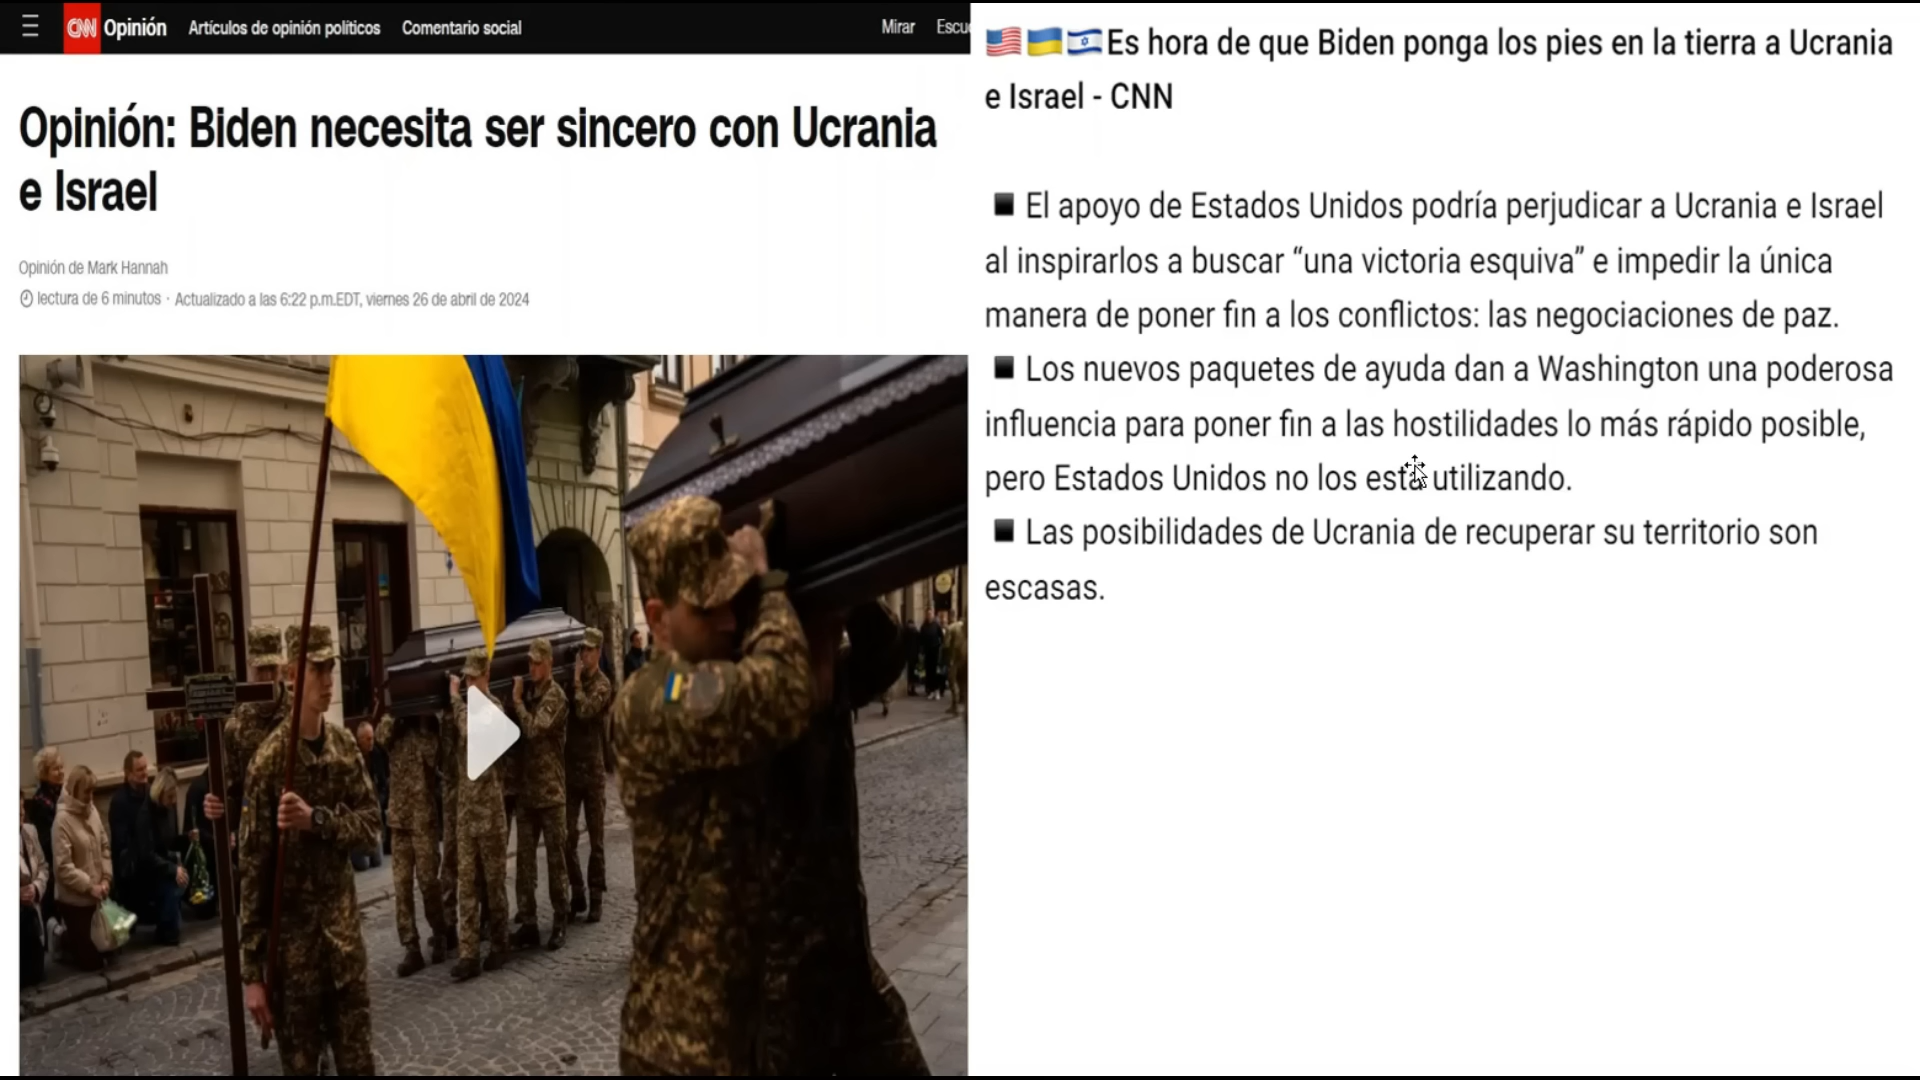 CNN Opinión Artículos de opinión políticos Comentario social Mirar
Opinión: Biden necesita ser sincero con Ucrania
e Israel
Opinión de Mark Hannah
lectura de 6 minutos · Actualizado a las 6:22 p.m.EDT, viernes 26 de abril de 2024
Es hora de que Biden ponga los pies en la tierra a Ucrania
e Israel - CNN
El apoyo de Estados Unidos podría perjudicar a Ucrania e Israel
al inspirarlos a buscar “una victoria esquiva” e impedir la única
manera de poner fin a los conflictos: las negociaciones de paz.
Los nuevos paquetes de ayuda dan a Washington una poderosa
influencia para poner fin a las hostilidades lo más rápido posible,
pero Estados Unidos no los está utilizando.
Las posibilidades de Ucrania de recuperar su territorio son
escasas.